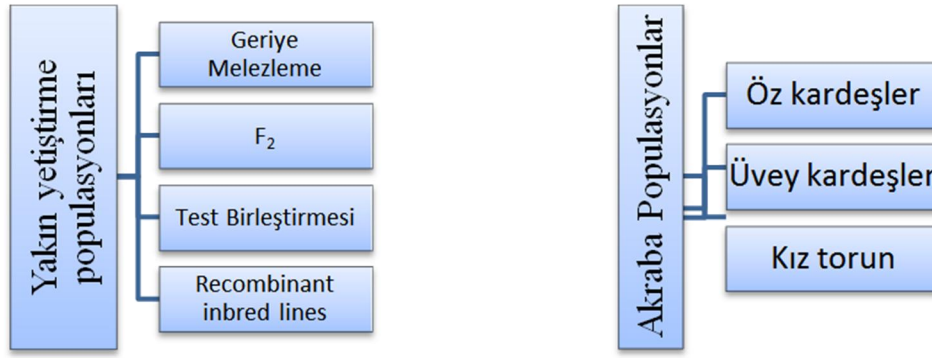 Yakın yetiştirme
populasyonları
Geriye
Melezleme
F₂
Test Birleştirmesi
Recombinant
inbred lines
Akraba Populasyonlar
Öz kardeşler
Üvey kardeşler
Kız torun